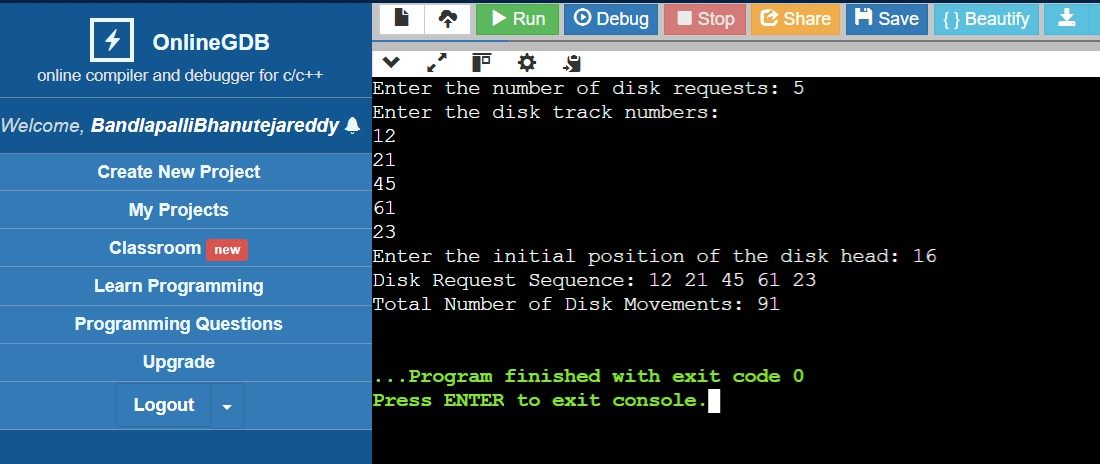 OnlineGDB
online compiler and debugger for c/c++
Welcome, BandlapalliBhanutejareddy
Create New Project
My Projects
Classroom new
Learn Programming
Programming Questions
Upgrade
Logout
Run Debug Stop Share Save { } Beautify
Enter the number of disk requests: 5
Enter the disk track numbers:
12
21
45
61
23
Enter the initial position of the disk head: 16
Disk Request Sequence: 12 21 45 61 23
Total Number of Disk Movements: 91
...Program finished with exit code 0
Press ENTER to exit console.